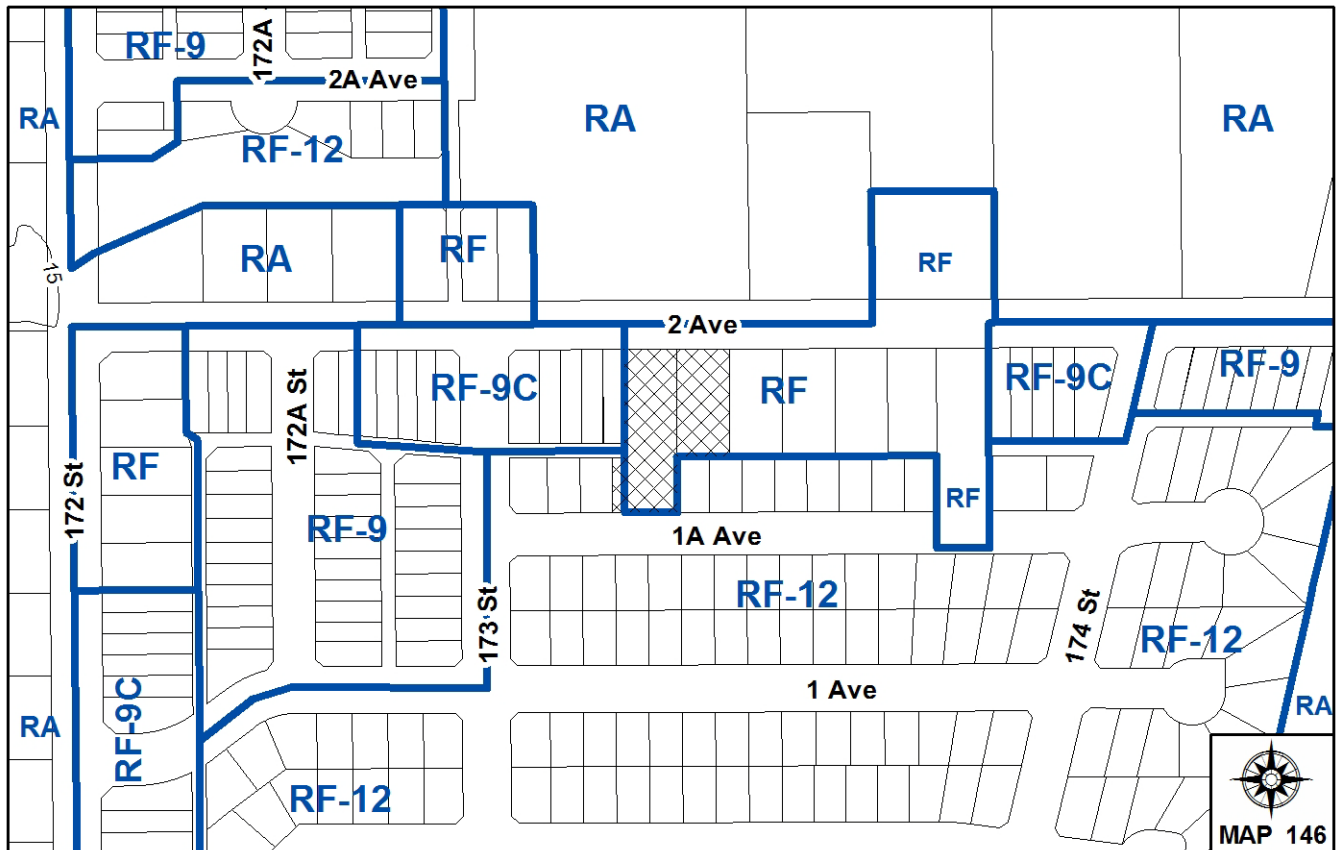 RF-9
172A
2A Ave
RA
RA
RA
RF-12
RF
RA
RF
15
2 Ave
RF-9C
RF
RF-9C
RF-9
172A St
RF
172 St
RF
RF-9
1A Ave
RF-12
173 St
174 St
RF-12
1 Ave
RF-9C
RA
RA
RF-12
MAP 146